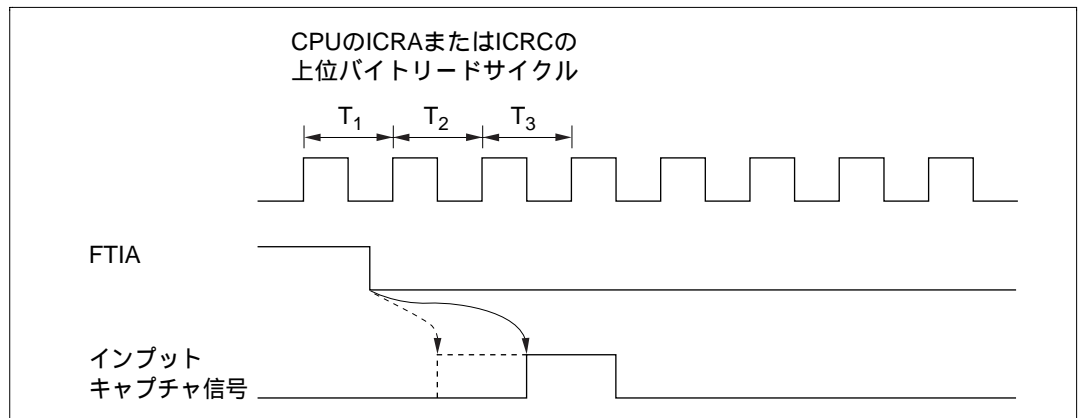 CPUのICRAまたはICRCの
上位バイトリードサイクル
T1 T2 T3
FTIA
インプット
キャプチャ信号